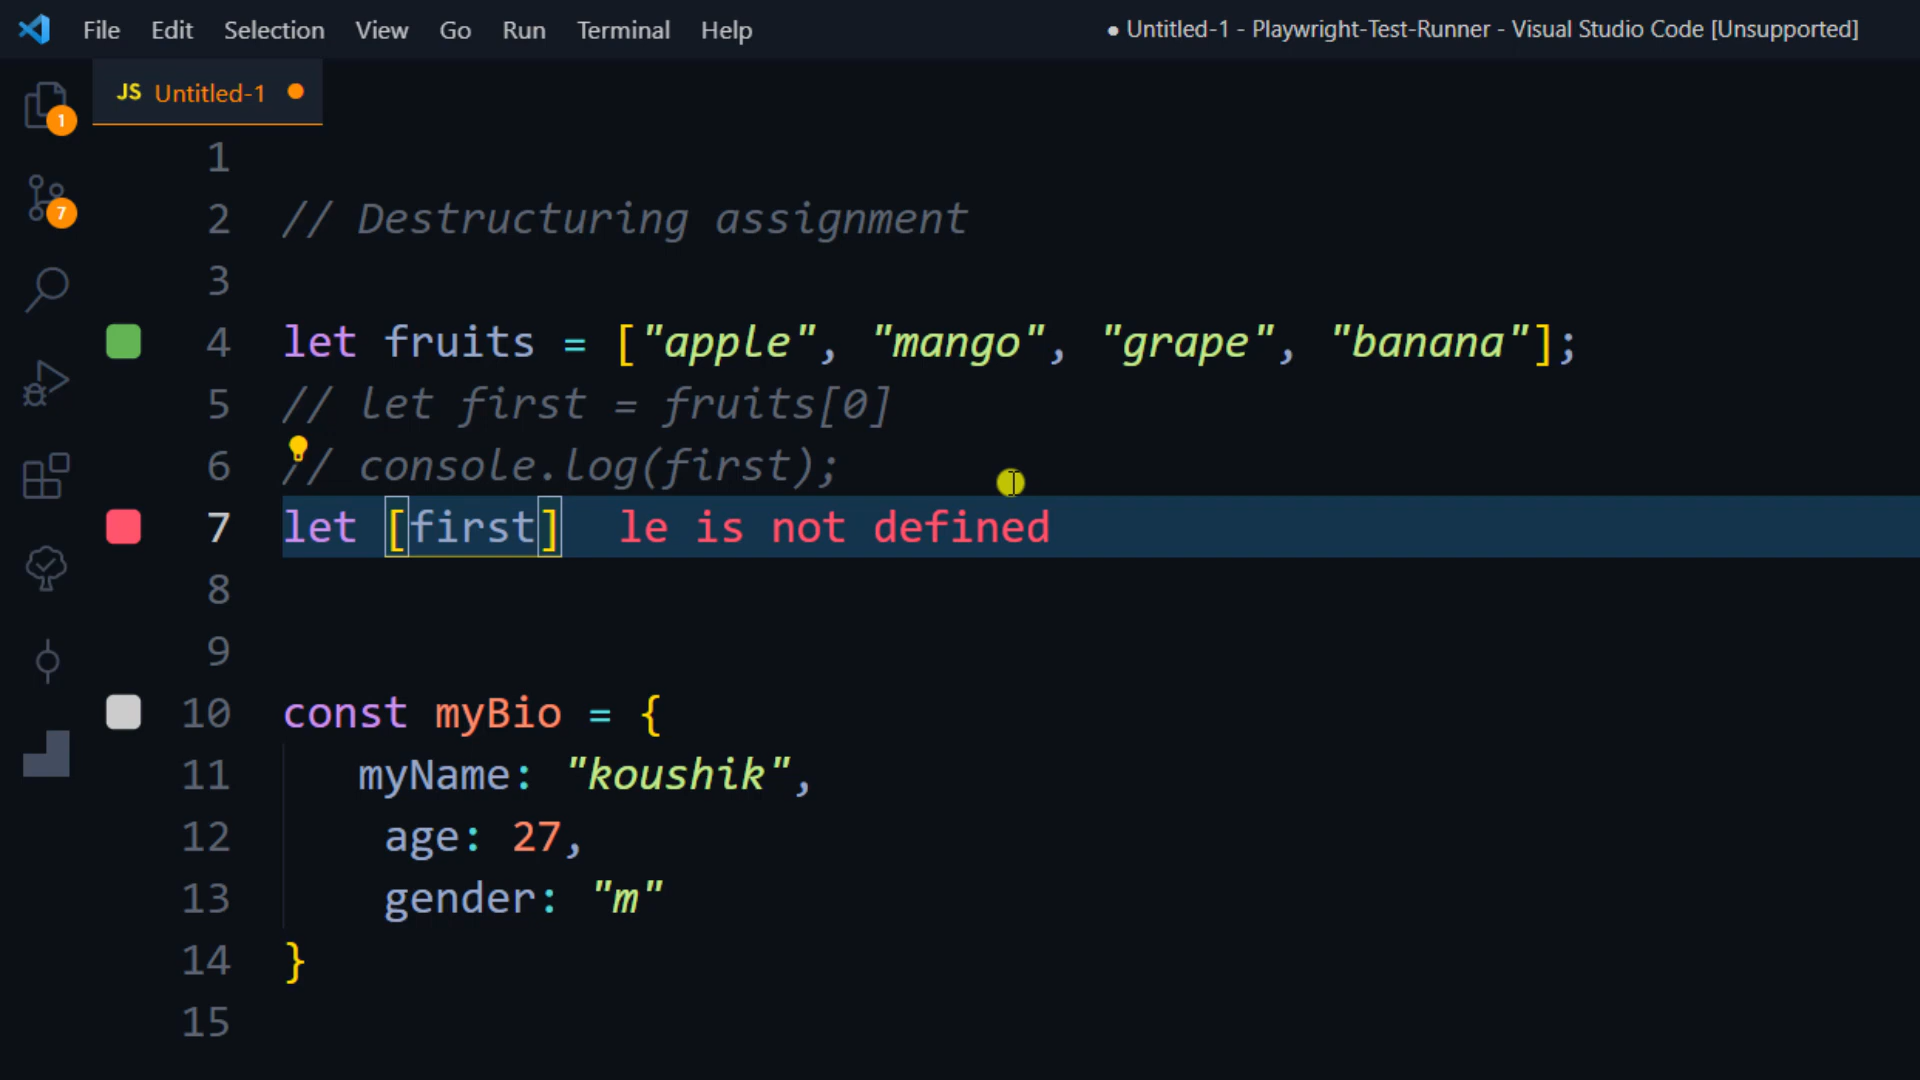 File Edit Selection View Go Run Terminal Help
● Untitled-1 - Playwright-Test-Runner - Visual Studio Code [Unsupported]
JS Untitled-1
1
7
1
2 // Destructuring assignment
3
4 let fruits = ["apple", "mango", "grape", "banana"];
5 // let first = fruits[0]
6 // console.log(first);
7 let [first] le is not defined
8
9
10 const myBio = {
11 myName: "koushik",
12 age: 27,
13 gender: "m"
14 }
15